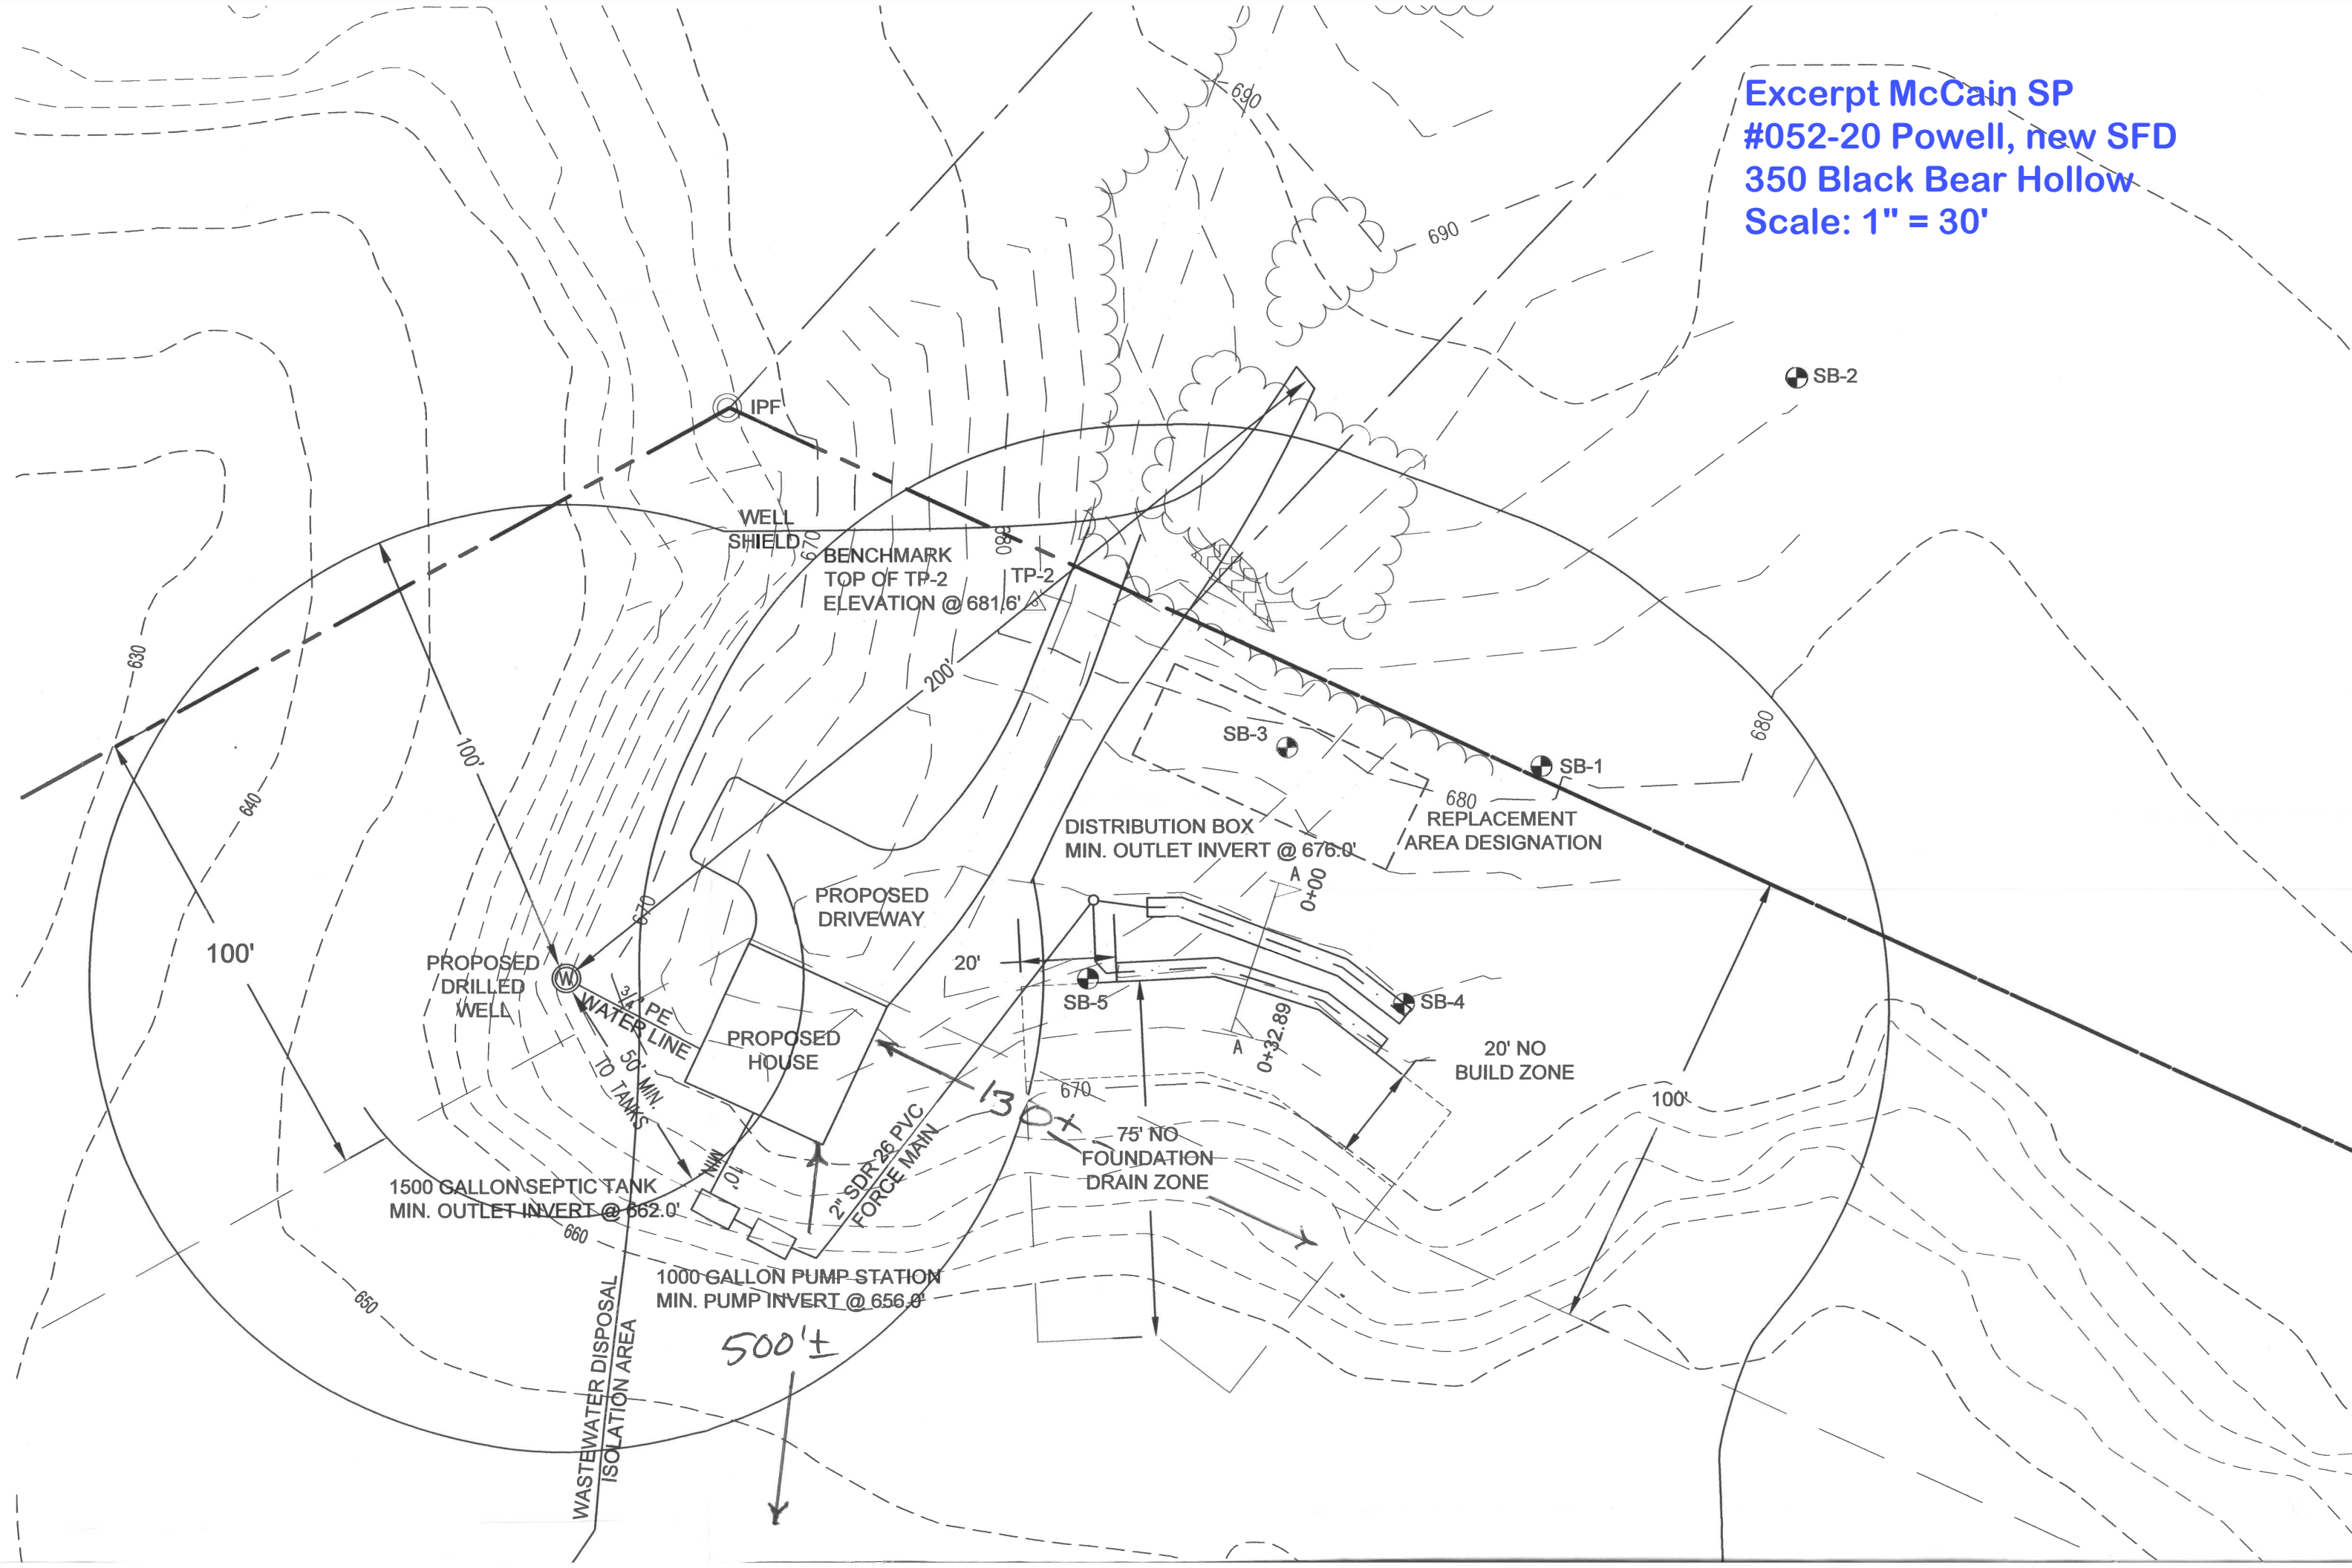 Excerpt McCain SP
#052-20 Powell, new SFD
350 Black Bear Hollow
Scale: 1" = 30'
690
690
SB-2
IPF
WELL
SHIELD
670
BENCHMARK
TOP OF TP-2
ELEVATION @ 681.6'
680
TP-2
200'
630
640
100'
100'
SB-3
SB-1
680
680
REPLACEMENT
AREA DESIGNATION
DISTRIBUTION BOX
MIN. OUTLET INVERT @ 676.0'
A
0+00
PROPOSED
DRIVEWAY
670
20'
SB-5
SB-4
A
0+32.89
PROPOSED
DRILLED
WELL
W
3/4" PE
WATER LINE
50' MIN.
TO TANKS
PROPOSED
HOUSE
130±
670
20' NO
BUILD ZONE
100'
75' NO
FOUNDATION
DRAIN ZONE
2" SDR 26 PVC
FORCE MAIN
10'
MIN.
1500 GALLON SEPTIC TANK
MIN. OUTLET INVERT @ 662.0'
660
650
1000 GALLON PUMP STATION
MIN. PUMP INVERT @ 656.0'
500'±
WASTEWATER DISPOSAL
ISOLATION AREA